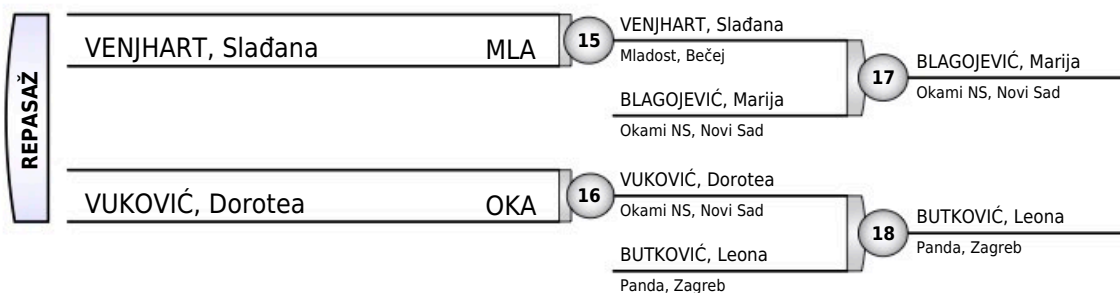 REPASAŽ
VENJHART, Slađana MLA
15
VENJHART, Slađana
Mladost, Bečej
BLAGOJEVIĆ, Marija
Okami NS, Novi Sad
17
BLAGOJEVIĆ, Marija
Okami NS, Novi Sad
VUKOVIĆ, Dorotea OKA
16
VUKOVIĆ, Dorotea
Okami NS, Novi Sad
BUTKOVIĆ, Leona
Panda, Zagreb
18
BUTKOVIĆ, Leona
Panda, Zagreb